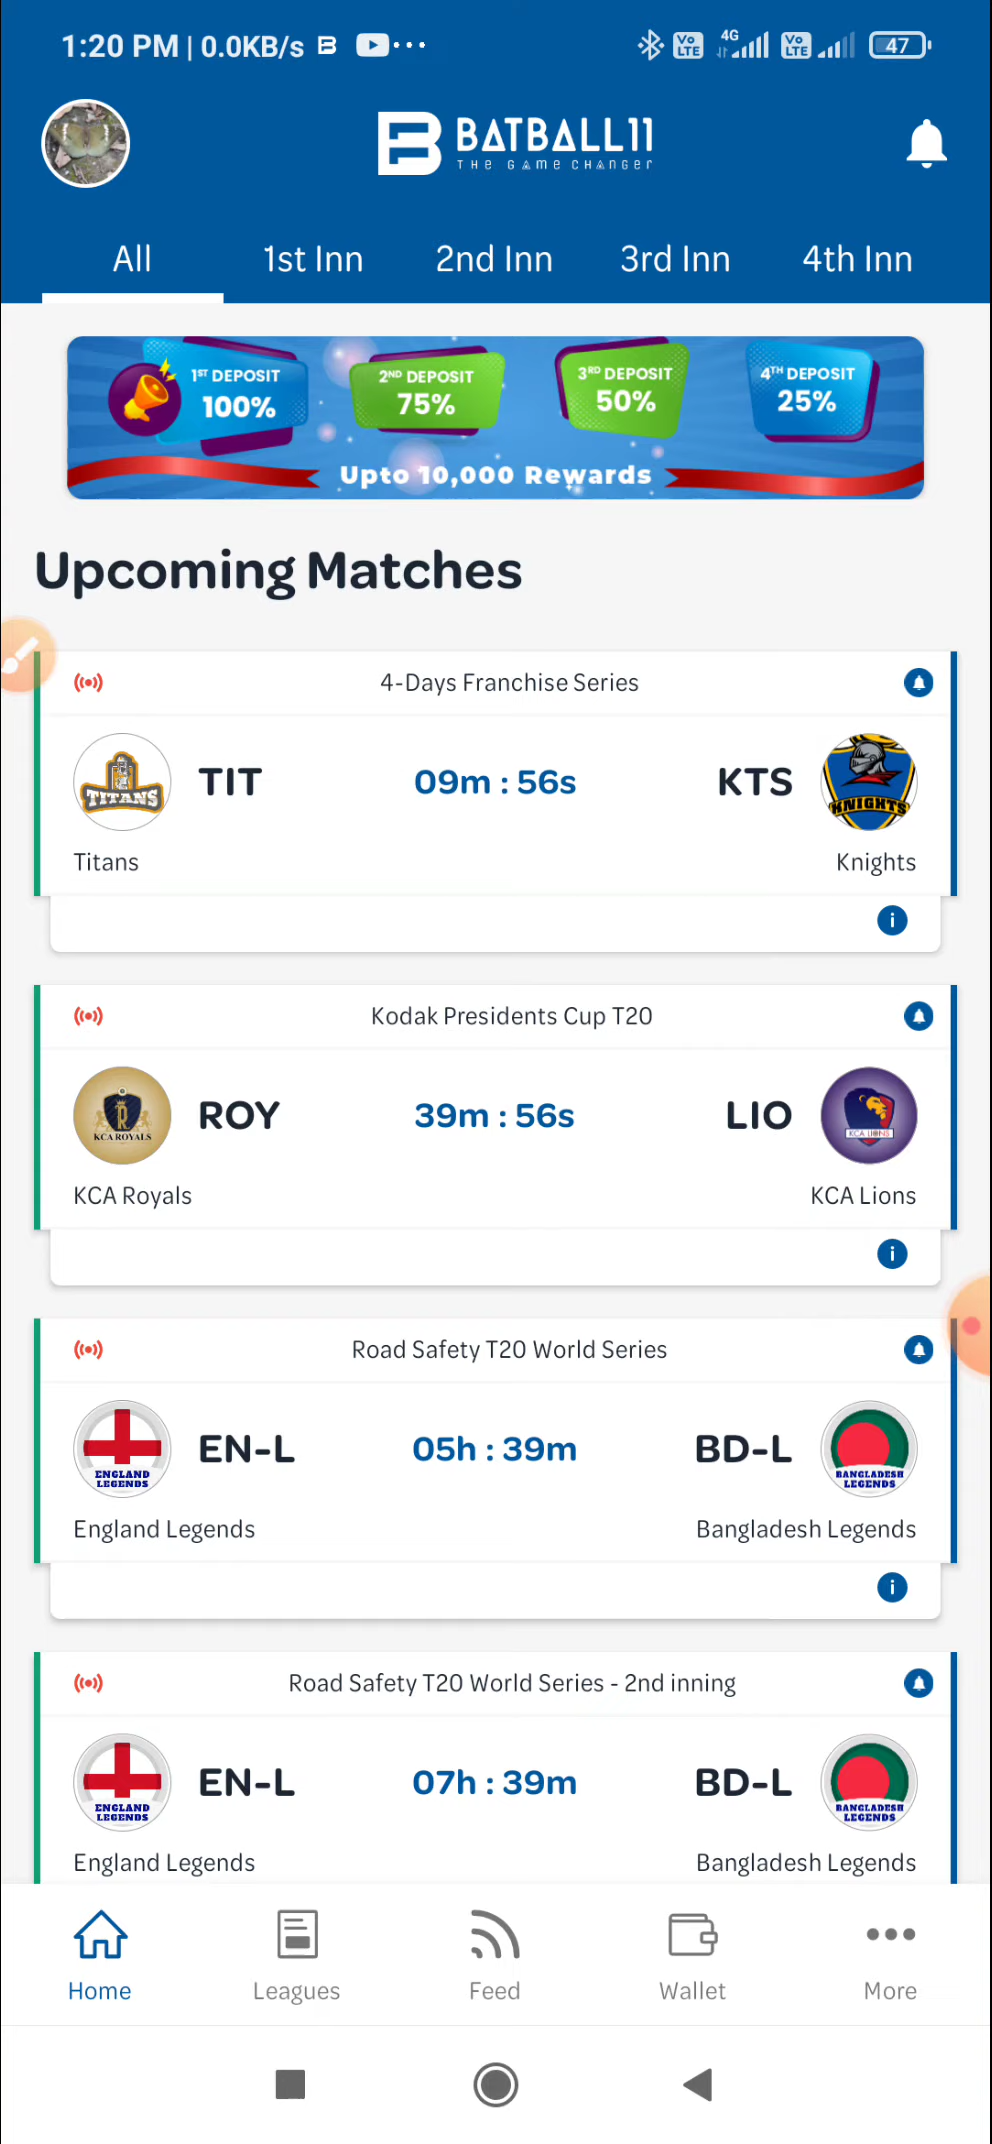 1:20 PM | 0.0KB/s
4G
Vo LTE
Vo LTE
47
BATBALL11
THE GAME CHANGER
All 1st Inn 2nd Inn 3rd Inn 4th Inn
1ST DEPOSIT 2ND DEPOSIT 3RD DEPOSIT 4TH DEPOSIT
100% 75% 50% 25%
Upto 10,000 Rewards
Upcoming Matches
4-Days Franchise Series
TITANS TIT 09m : 56s KTS KNIGHTS
Titans Knights
Kodak Presidents Cup T20
KCA ROYALS ROY 39m : 56s LIO KCA LIONS
KCA Royals KCA Lions
Road Safety T20 World Series
ENGLAND LEGENDS EN-L 05h : 39m BD-L BANGLADESH LEGENDS
England Legends Bangladesh Legends
Road Safety T20 World Series - 2nd inning
ENGLAND LEGENDS EN-L 07h : 39m BD-L BANGLADESH LEGENDS
England Legends Bangladesh Legends
Home Leagues Feed Wallet More